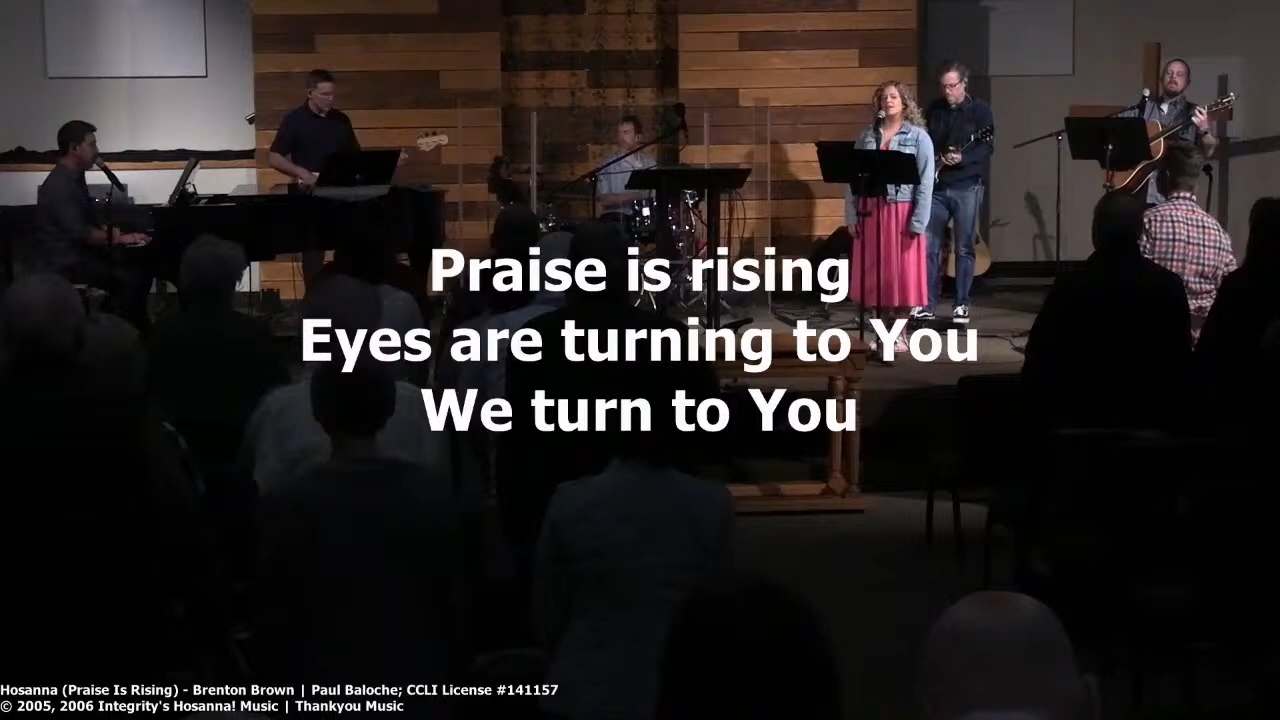 Praise is rising
Eyes are turning to You
We turn to You
Hosanna (Praise Is Rising) - Brenton Brown | Paul Baloche; CCLI License #141157
© 2005, 2006 Integrity's Hosanna! Music | Thankyou Music